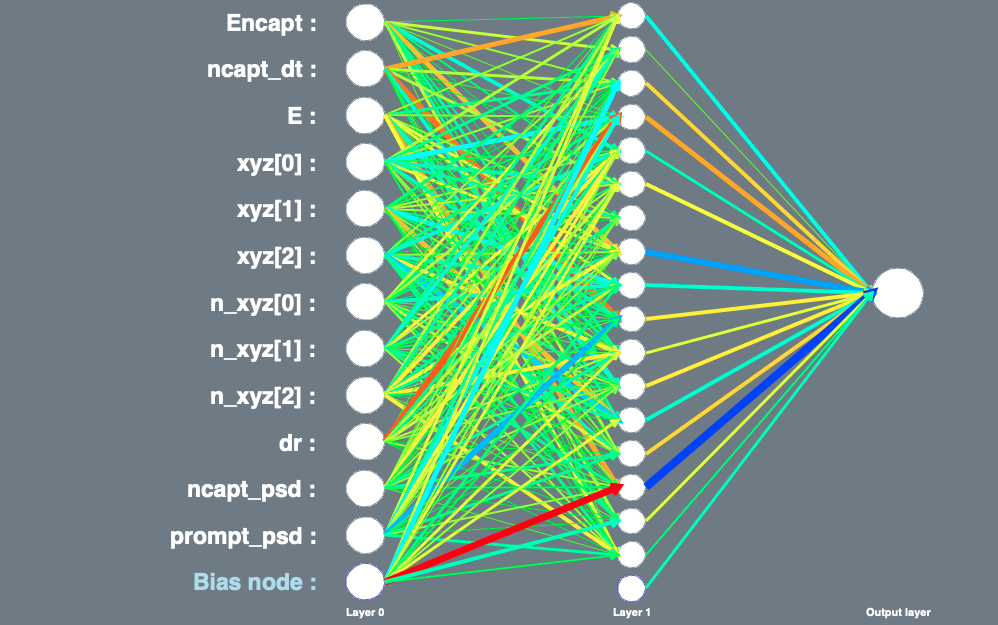 Encapt :
ncapt_dt :
E :
xyz[0] :
xyz[1] :
xyz[2] :
n_xyz[0] :
n_xyz[1] :
n_xyz[2] :
dr :
ncapt_psd :
prompt_psd :
Bias node :
Layer 0 Layer 1 Output layer